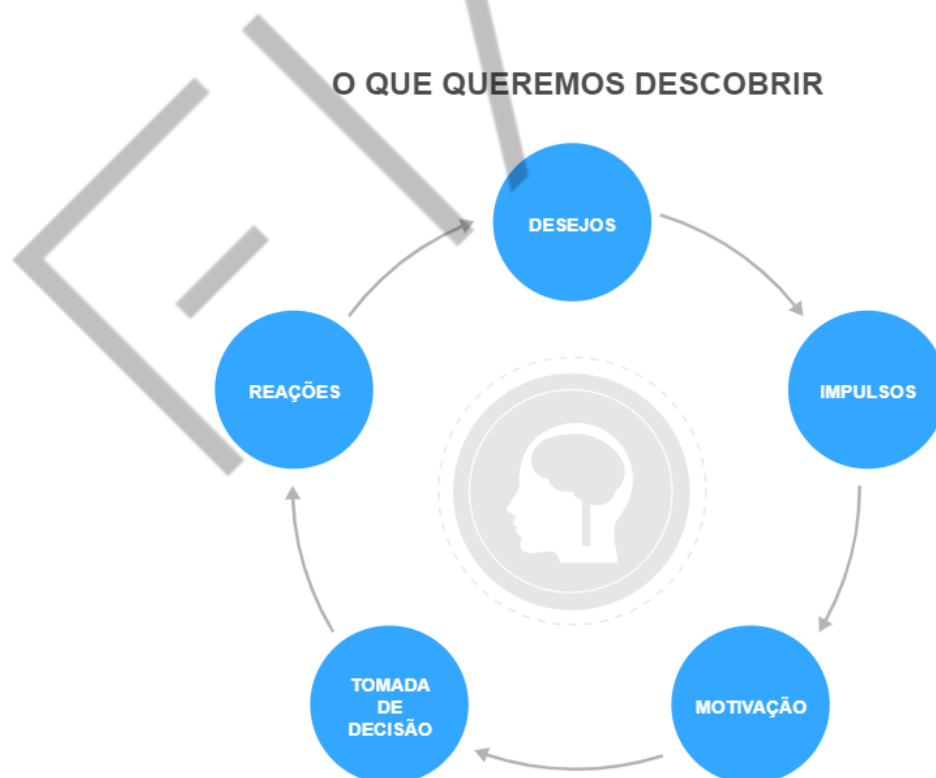 O QUE QUEREMOS DESCOBRIR
DESEJOS
IMPULSOS
MOTIVAÇÃO
TOMADA
DE
DECISÃO
REAÇÕES